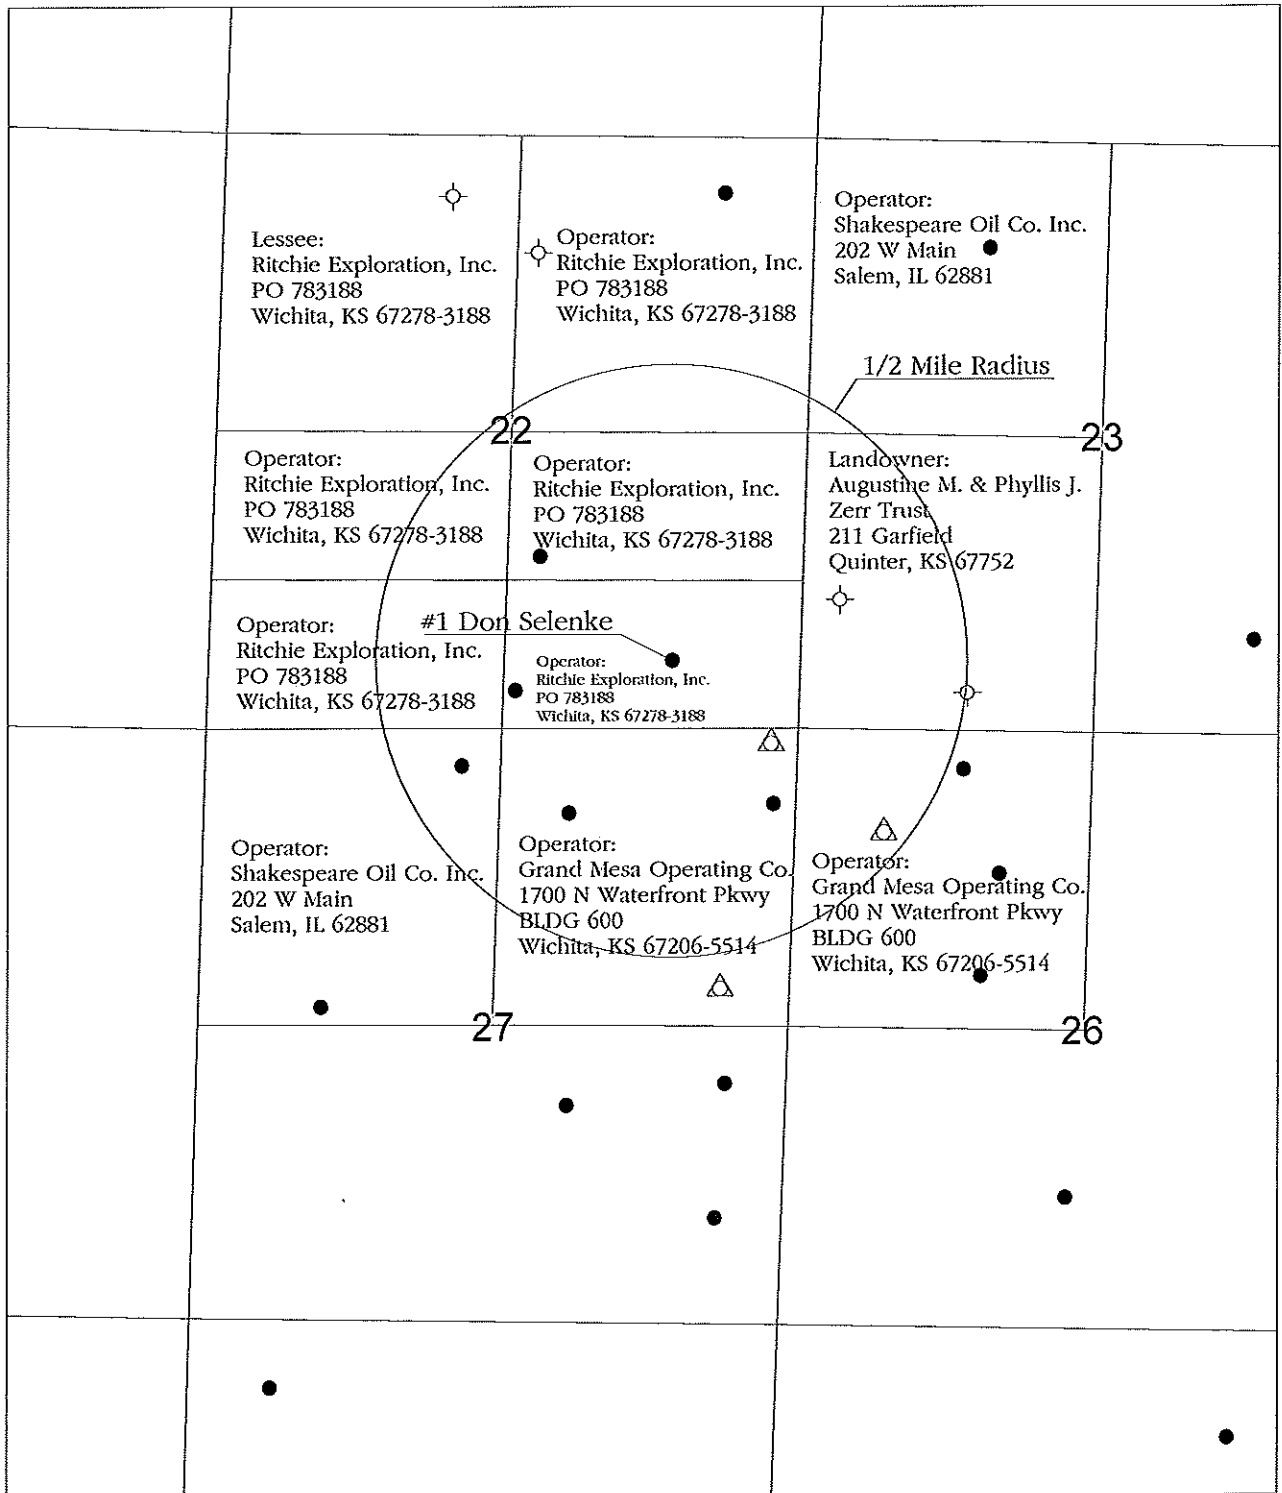 Lessee:
Ritchie Exploration, Inc.
PO 783188
Wichita, KS 67278-3188
Operator:
Ritchie Exploration, Inc.
PO 783188
Wichita, KS 67278-3188
Operator:
Shakespeare Oil Co. Inc.
202 W Main
Salem, IL 62881
1/2 Mile Radius
22
23
Operator:
Ritchie Exploration, Inc.
PO 783188
Wichita, KS 67278-3188
Operator:
Ritchie Exploration, Inc.
PO 783188
Wichita, KS 67278-3188
Landowner:
Augustine M. & Phyllis J.
Zerr Trust
211 Garfield
Quinter, KS 67752
Operator:
Ritchie Exploration, Inc.
PO 783188
Wichita, KS 67278-3188
#1 Don Selenke
Operator:
Ritchie Exploration, Inc.
PO 783188
Wichita, KS 67278-3188
Operator:
Shakespeare Oil Co. Inc.
202 W Main
Salem, IL 62881
Operator:
Grand Mesa Operating Co.
1700 N Waterfront Pkwy
BLDG 600
Wichita, KS 67206-5514
Operator:
Grand Mesa Operating Co.
1700 N Waterfront Pkwy
BLDG 600
Wichita, KS 67206-5514
27
26